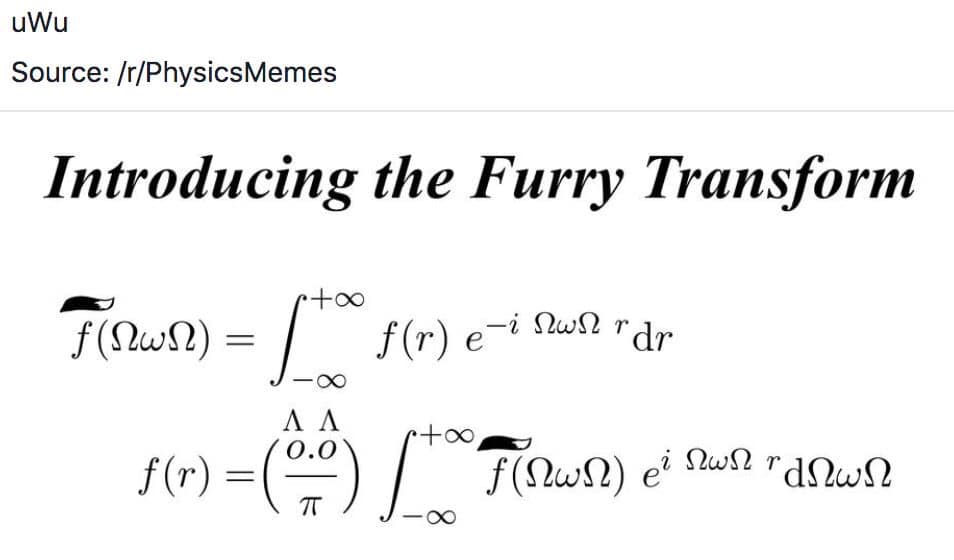 uWu
Source: /r/PhysicsMemes
Introducing the Furry Transform
f(ΩωΩ) = ∫_{-∞}^{+∞} f(r) e^{-i ΩωΩ r} dr
Λ Λ
f(r) = (0.0/π) ∫_{-∞}^{+∞} f(ΩωΩ) e^{i ΩωΩ r} dΩωΩ